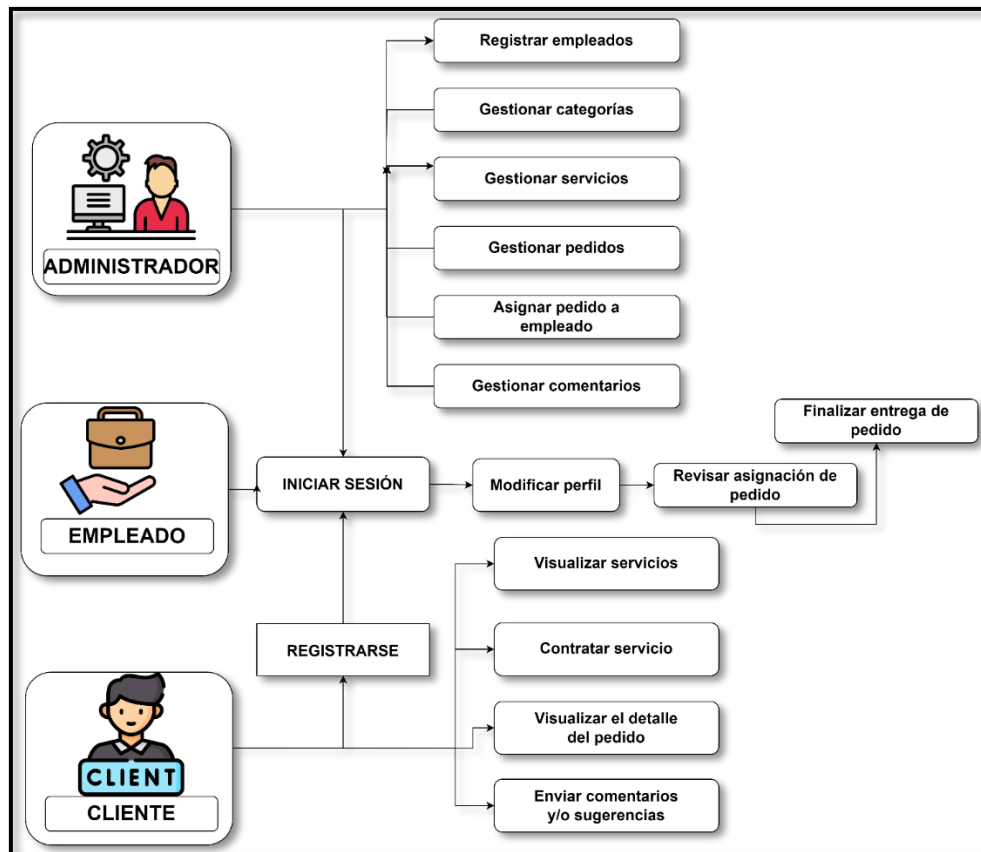 Registrar empleados
Gestionar categorías
Gestionar servicios
Gestionar pedidos
Asignar pedido a
empleado
Gestionar comentarios
ADMINISTRADOR
Finalizar entrega de
pedido
INICIAR SESIÓN
Modificar perfil
Revisar asignación de
pedido
EMPLEADO
Visualizar servicios
REGISTRARSE
Contratar servicio
Visualizar el detalle
del pedido
CLIENT
CLIENTE
Enviar comentarios
y/o sugerencias